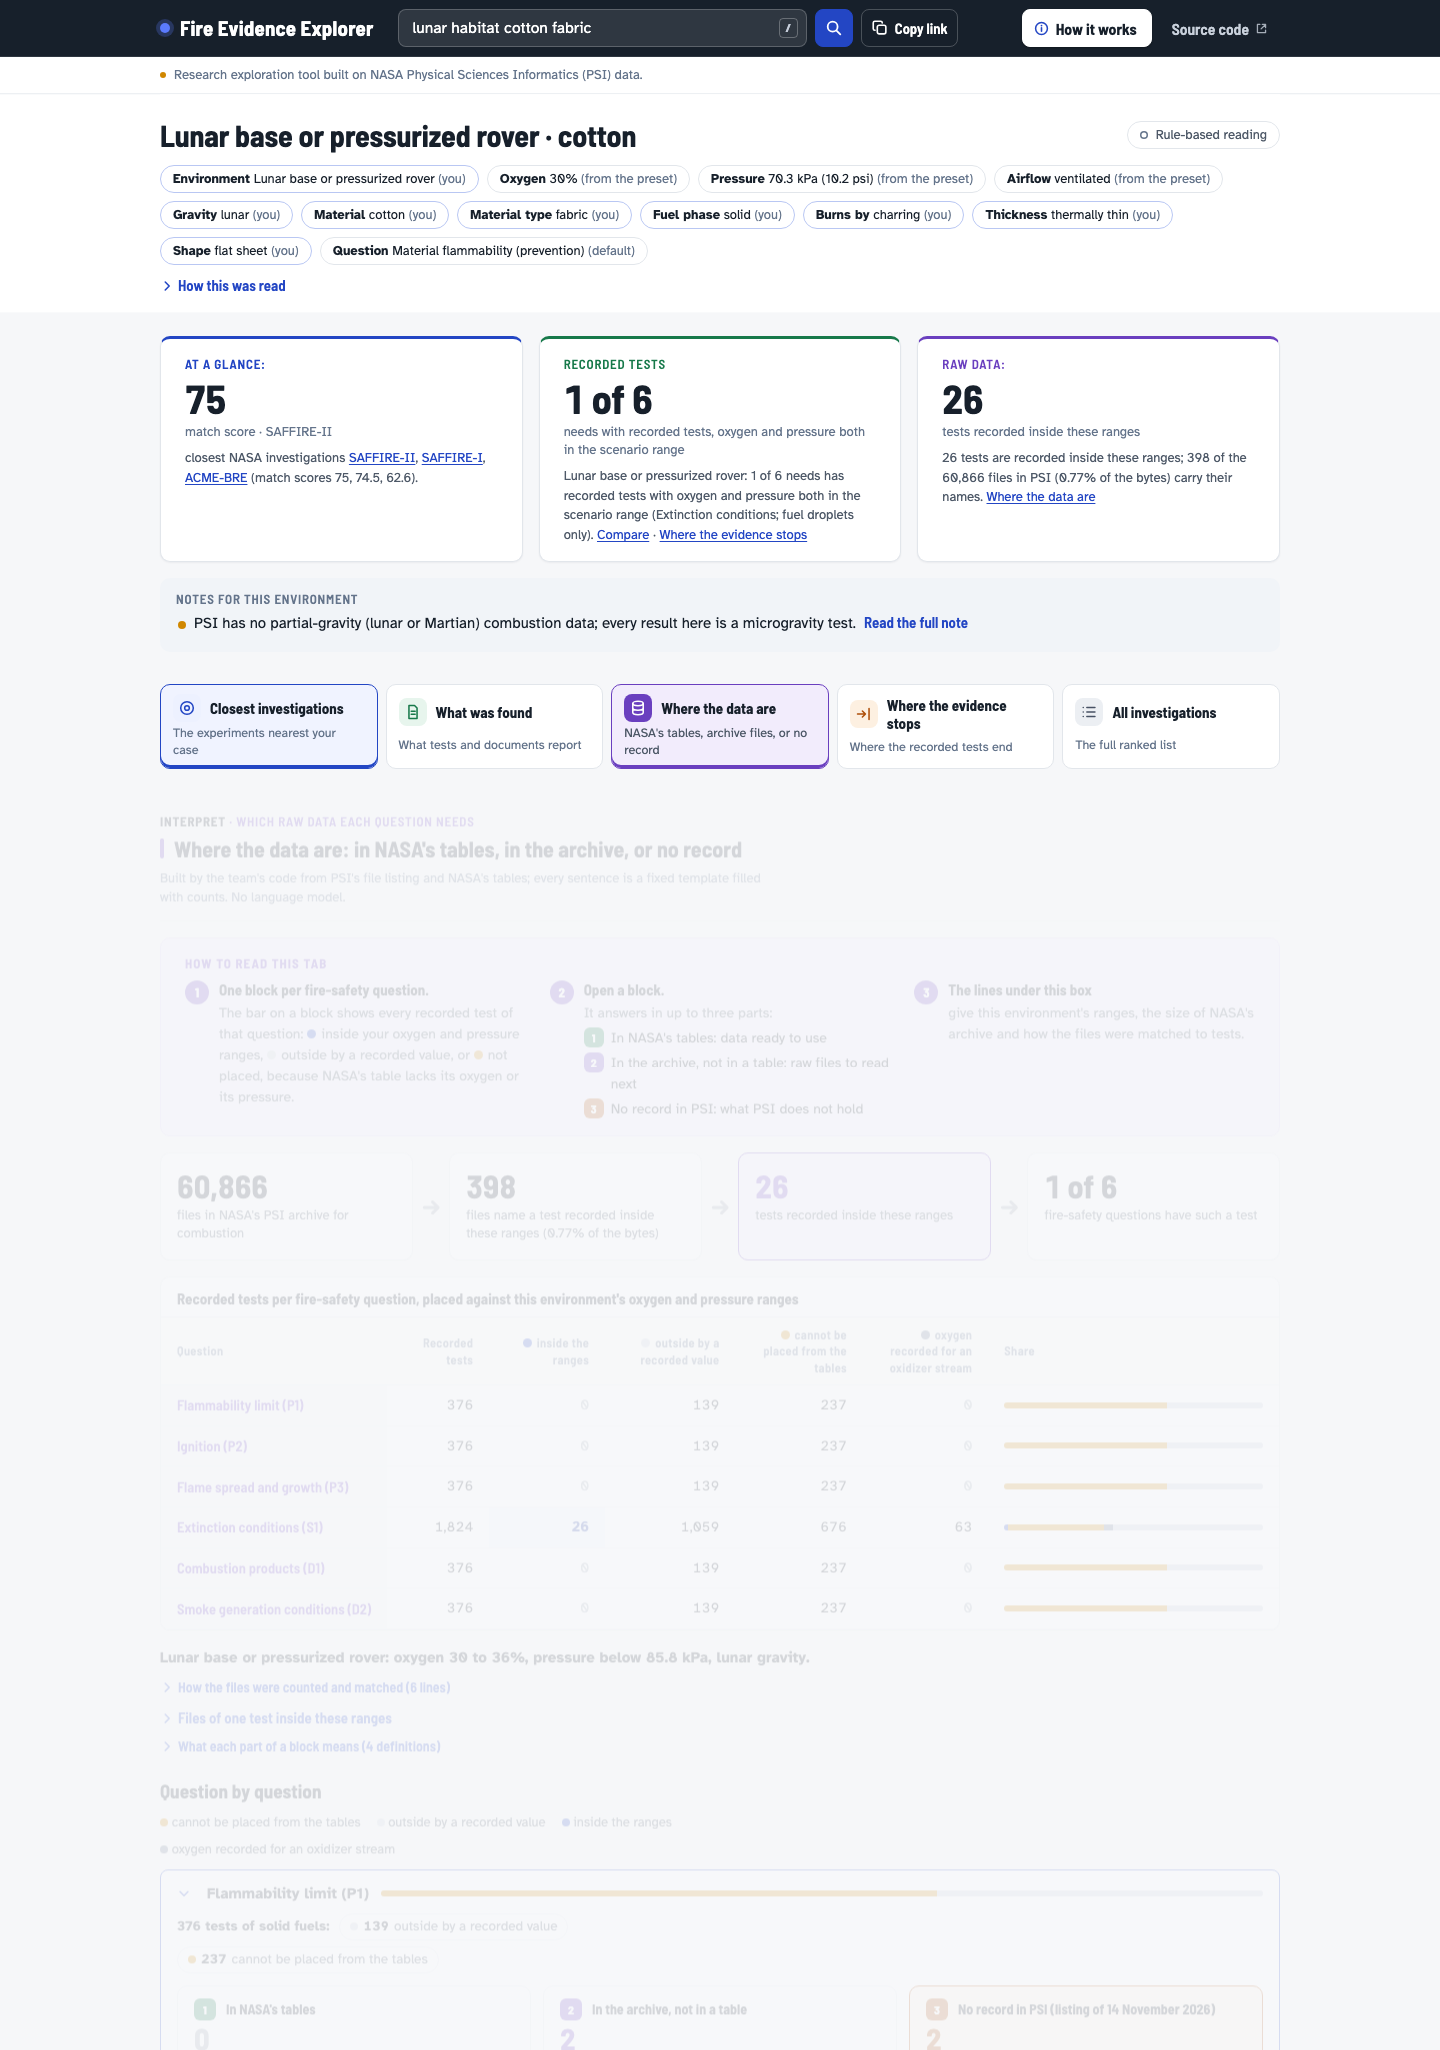 Fire Evidence Explorer
lunar habitat cotton fabric
/
Copy link
How it works
Source code
Research exploration tool built on NASA Physical Sciences Informatics (PSI) data.
Lunar base or pressurized rover · cotton
Rule-based reading
Environment Lunar base or pressurized rover (you)
Oxygen 30% (from the preset)
Pressure 70.3 kPa (10.2 psi) (from the preset)
Airflow ventilated (from the preset)
Gravity lunar (you)
Material cotton (you)
Material type fabric (you)
Fuel phase solid (you)
Burns by charring (you)
Thickness thermally thin (you)
Shape flat sheet (you)
Question Material flammability (prevention) (default)
How this was read
AT A GLANCE:
75
match score · SAFFIRE-II
closest NASA investigations SAFFIRE-II, SAFFIRE-I,
ACME-BRE (match scores 75, 74.5, 62.6).
RECORDED TESTS
1 of 6
needs with recorded tests, oxygen and pressure both
in the scenario range
Lunar base or pressurized rover: 1 of 6 needs has
recorded tests with oxygen and pressure both in the
scenario range (Extinction conditions; fuel droplets
only). Compare · Where the evidence stops
RAW DATA:
26
tests recorded inside these ranges
26 tests are recorded inside these ranges; 398 of the
60,866 files in PSI (0.77% of the bytes) carry their
names. Where the data are
NOTES FOR THIS ENVIRONMENT
PSI has no partial-gravity (lunar or Martian) combustion data; every result here is a microgravity test. Read the full note
Closest investigations
The experiments nearest your
case
What was found
What tests and documents report
Where the data are
NASA's tables, archive files, or no
record
Where the evidence
stops
Where the recorded tests end
All investigations
The full ranked list
INTERPRET · WHICH RAW DATA EACH QUESTION NEEDS
Where the data are: in NASA's tables, in the archive, or no record
Built by the team's code from PSI's file listing and NASA's tables; every sentence is a fixed template filled
with counts. No language model.
HOW TO READ THIS TAB
1
One block per fire-safety question.
The bar on a block shows every recorded test of
that question: inside your oxygen and pressure
ranges, outside by a recorded value, or not
placed, because NASA's table lacks its oxygen or
its pressure.
2
Open a block.
It answers in up to three parts:
1 In NASA's tables: data ready to use
2 In the archive, not in a table: raw files to read
next
3 No record in PSI: what PSI does not hold
3
The lines under this box
give this environment's ranges, the size of NASA's
archive and how the files were matched to tests.
60,866
files in NASA's PSI archive for
combustion
398
files name a test recorded inside
these ranges (0.77% of the bytes)
26
tests recorded inside these ranges
1 of 6
fire-safety questions have such a test
Recorded tests per fire-safety question, placed against this environment's oxygen and pressure ranges
Question
Recorded
tests
inside the
ranges
outside by a
recorded value
cannot be
placed from the
tables
oxygen
recorded for an
oxidizer stream
Share
Flammability limit (P1) 376 0 139 237 0
Ignition (P2) 376 0 139 237 0
Flame spread and growth (P3) 376 0 139 237 0
Extinction conditions (S1) 1,824 26 1,059 676 63
Combustion products (D1) 376 0 139 237 0
Smoke generation conditions (D2) 376 0 139 237 0
Lunar base or pressurized rover: oxygen 30 to 36%, pressure below 85.8 kPa, lunar gravity.
How the files were counted and matched (6 lines)
Files of one test inside these ranges
What each part of a block means (4 definitions)
Question by question
cannot be placed from the tables
outside by a recorded value
inside the ranges
oxygen recorded for an oxidizer stream
Flammability limit (P1)
376 tests of solid fuels: 139 outside by a recorded value
237 cannot be placed from the tables
1 In NASA's tables
0
2 In the archive, not in a table
2
3 No record in PSI (listing of 14 November 2026)
2